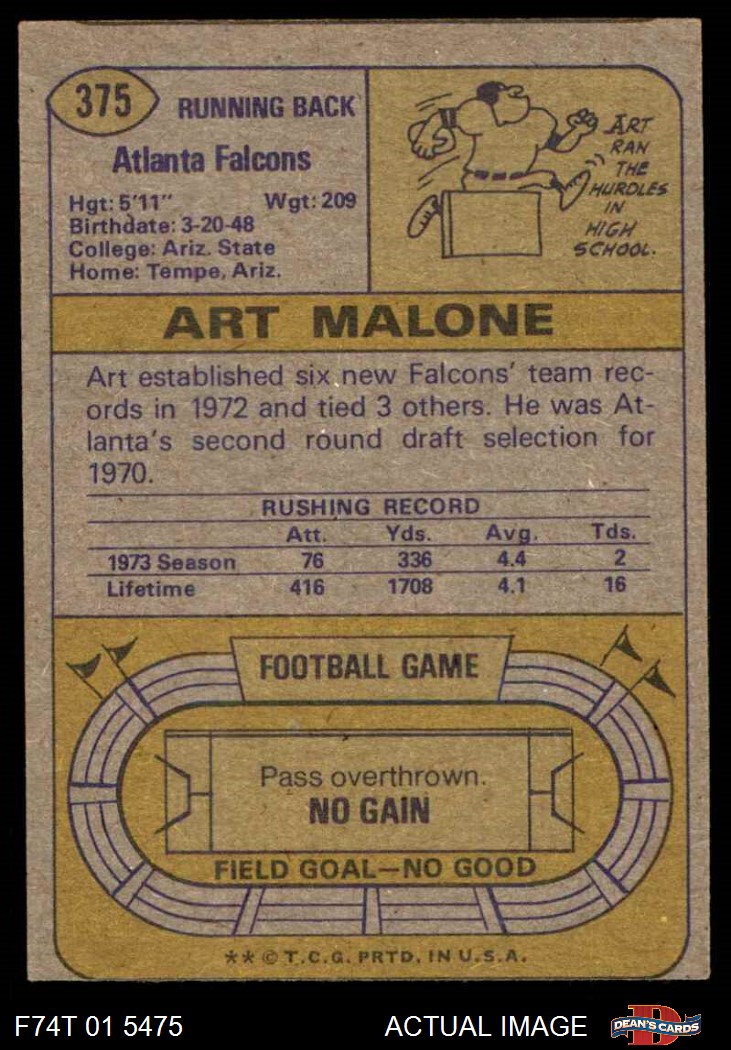 375 RUNNING BACK
Atlanta Falcons
Hgt: 5'11" Wgt: 209
Birthdate: 3-20-48
College: Ariz. State
Home: Tempe, Ariz.
ART
RAN
THE
HURDLES
IN
HIGH
SCHOOL.
ART MALONE
Art established six new Falcons' team rec-
ords in 1972 and tied 3 others. He was At-
lanta's second round draft selection for
1970.
RUSHING RECORD
Att. Yds. Avg. Tds.
1973 Season 76 336 4.4 2
Lifetime 416 1708 4.1 16
FOOTBALL GAME
Pass overthrown.
NO GAIN
FIELD GOAL—NO GOOD
** © T.C.G. PRTD. IN U.S.A.
F74T 01 5475 ACTUAL IMAGE
D
DEAN'S CARDS